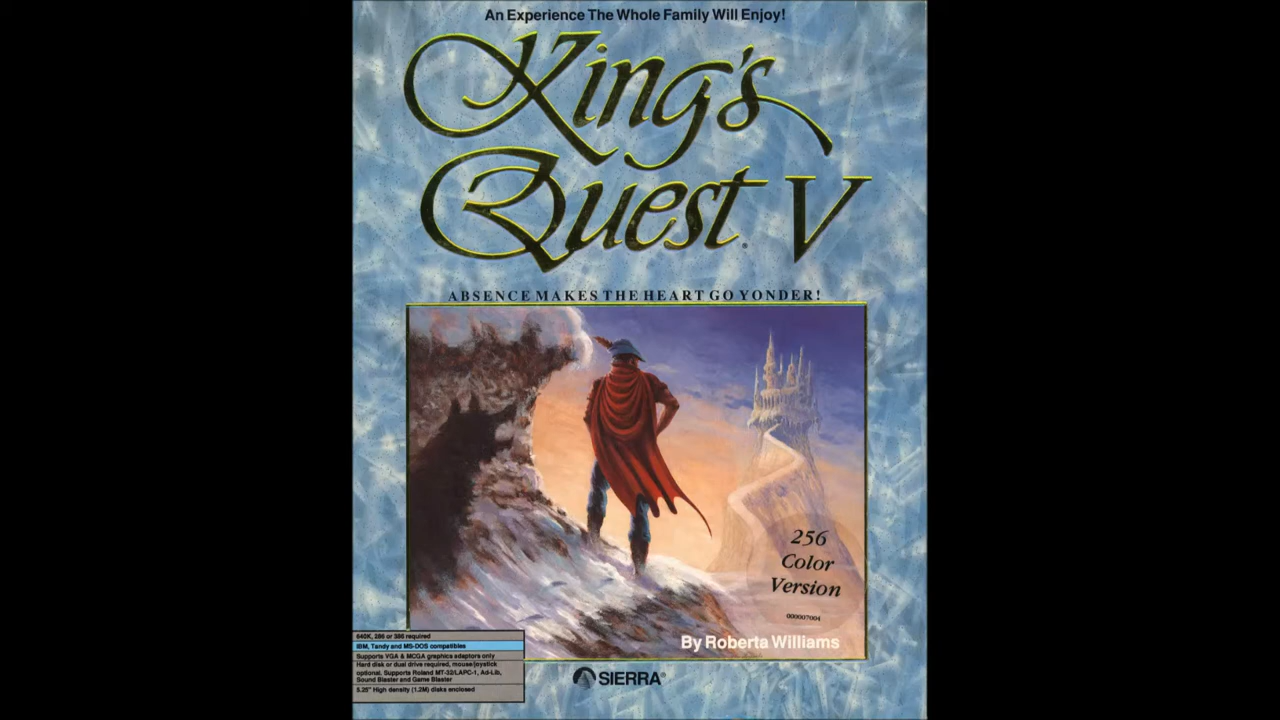 An Experience The Whole Family Will Enjoy!
King's
Quest V
ABSENCE MAKES THE HEART GO YONDER!
256
Color
Version
000007004
By Roberta Williams
640K, 286 or 386 required
IBM, Tandy and MS-DOS compatibles
Supports VGA & MCGA graphics adaptors only
Hard disk or dual drive required, mouse/joystick
optional. Supports Roland MT-32/LAPC-1, Ad-Lib,
Sound Blaster and Game Blaster
5.25" High density (1.2M) disks enclosed
SIERRA®